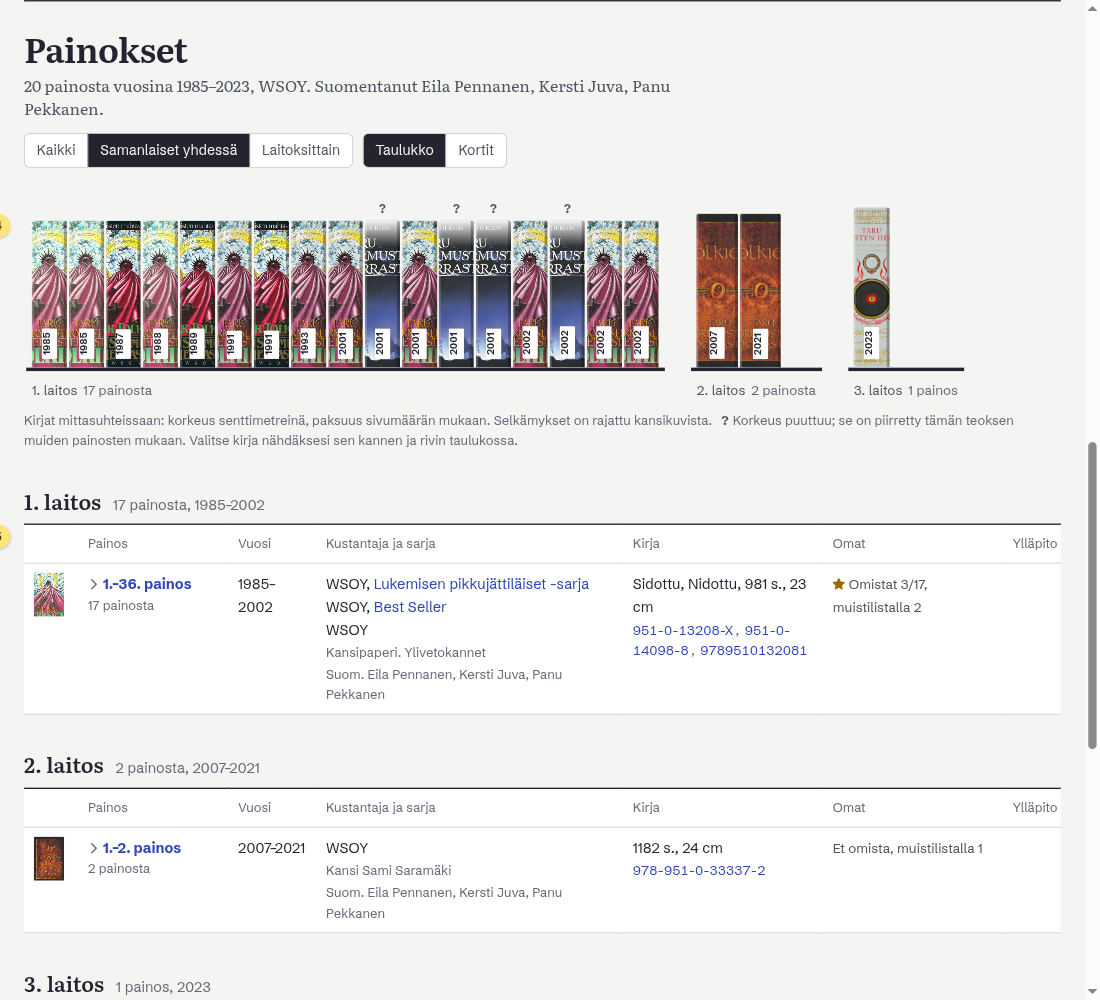 Painokset
20 painosta vuosina 1985–2023, WSOY. Suomentanut Eila Pennanen, Kersti Juva, Panu
Pekkanen.
Kaikki Samanlaiset yhdessä Laitoksittain Taulukko Kortit
? ? ? ?
1985 1985 1987 1988 1989 1991 1991 1993 2001 2001 2001 2001 2001 2002 2002 2002 2002 2007 2021 2023
1. laitos 17 painosta 2. laitos 2 painosta 3. laitos 1 painos
Kirjat mittasuhteissaan: korkeus senttimetreinä, paksuus sivumäärän mukaan. Selkämykset on rajattu kansikuvista. ? Korkeus puuttuu; se on piirretty tämän teoksen
muiden painosten mukaan. Valitse kirja nähdäksesi sen kannen ja rivin taulukossa.
1. laitos 17 painosta, 1985–2002
Painos Vuosi Kustantaja ja sarja Kirja Omat Ylläpito
1.–36. painos
17 painosta
1985–
2002
WSOY, Lukemisen pikkujättiläiset -sarja
WSOY, Best Seller
WSOY
Kansipaperi. Ylivetokannet
Suom. Eila Pennanen, Kersti Juva, Panu
Pekkanen
Sidottu, Nidottu, 981 s., 23
cm
951-0-13208-X, 951-0-
14098-8, 9789510132081
Omistat 3/17,
muistilistalla 2
2. laitos 2 painosta, 2007–2021
Painos Vuosi Kustantaja ja sarja Kirja Omat Ylläpito
1.–2. painos
2 painosta
2007–2021
WSOY
Kansi Sami Saramäki
Suom. Eila Pennanen, Kersti Juva, Panu
Pekkanen
1182 s., 24 cm
978-951-0-33337-2
Et omista, muistilistalla 1
3. laitos 1 painos, 2023